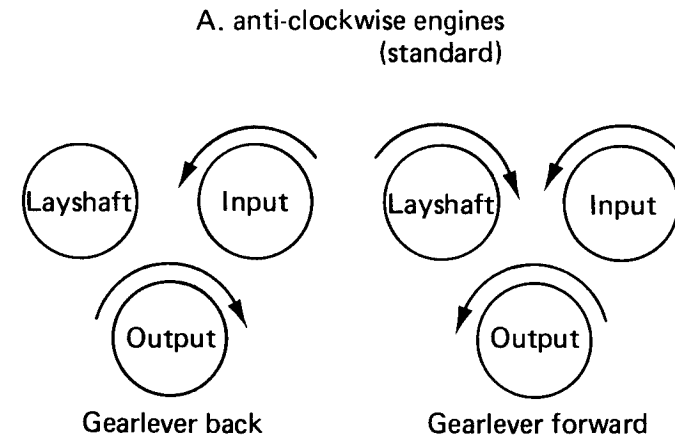 A. anti-clockwise engines
(standard)
Layshaft
Input
Layshaft
Input
Output
Output
Gearlever back
Gearlever forward